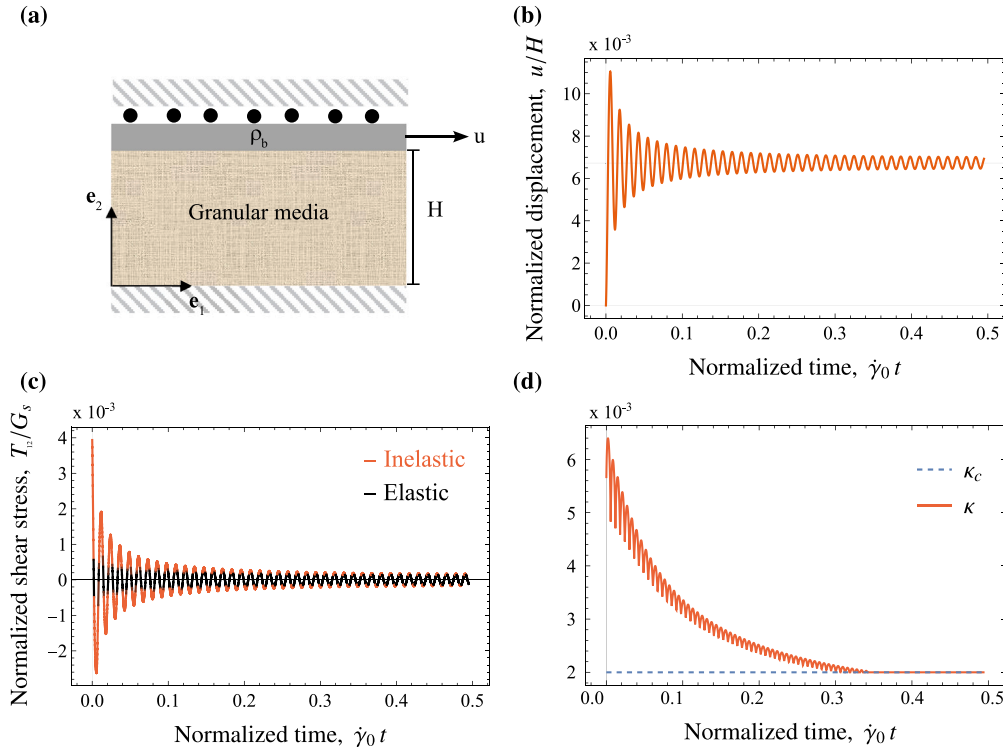 (a)
ρb
u
e2
Granular media
H
e1
(b)
x 10⁻³
Normalized displacement, u/H
10
8
6
4
2
0
0.0 0.1 0.2 0.3 0.4 0.5
Normalized time, γ̇₀ t
(c)
x 10⁻³
Normalized shear stress, T₁₂/Gₛ
4
3
2
1
0
−1
−2
Inelastic
Elastic
0.0 0.1 0.2 0.3 0.4 0.5
Normalized time, γ̇₀ t
(d)
x 10⁻³
6
5
4
3
2
κc
κ
0.0 0.1 0.2 0.3 0.4 0.5
Normalized time, γ̇₀ t